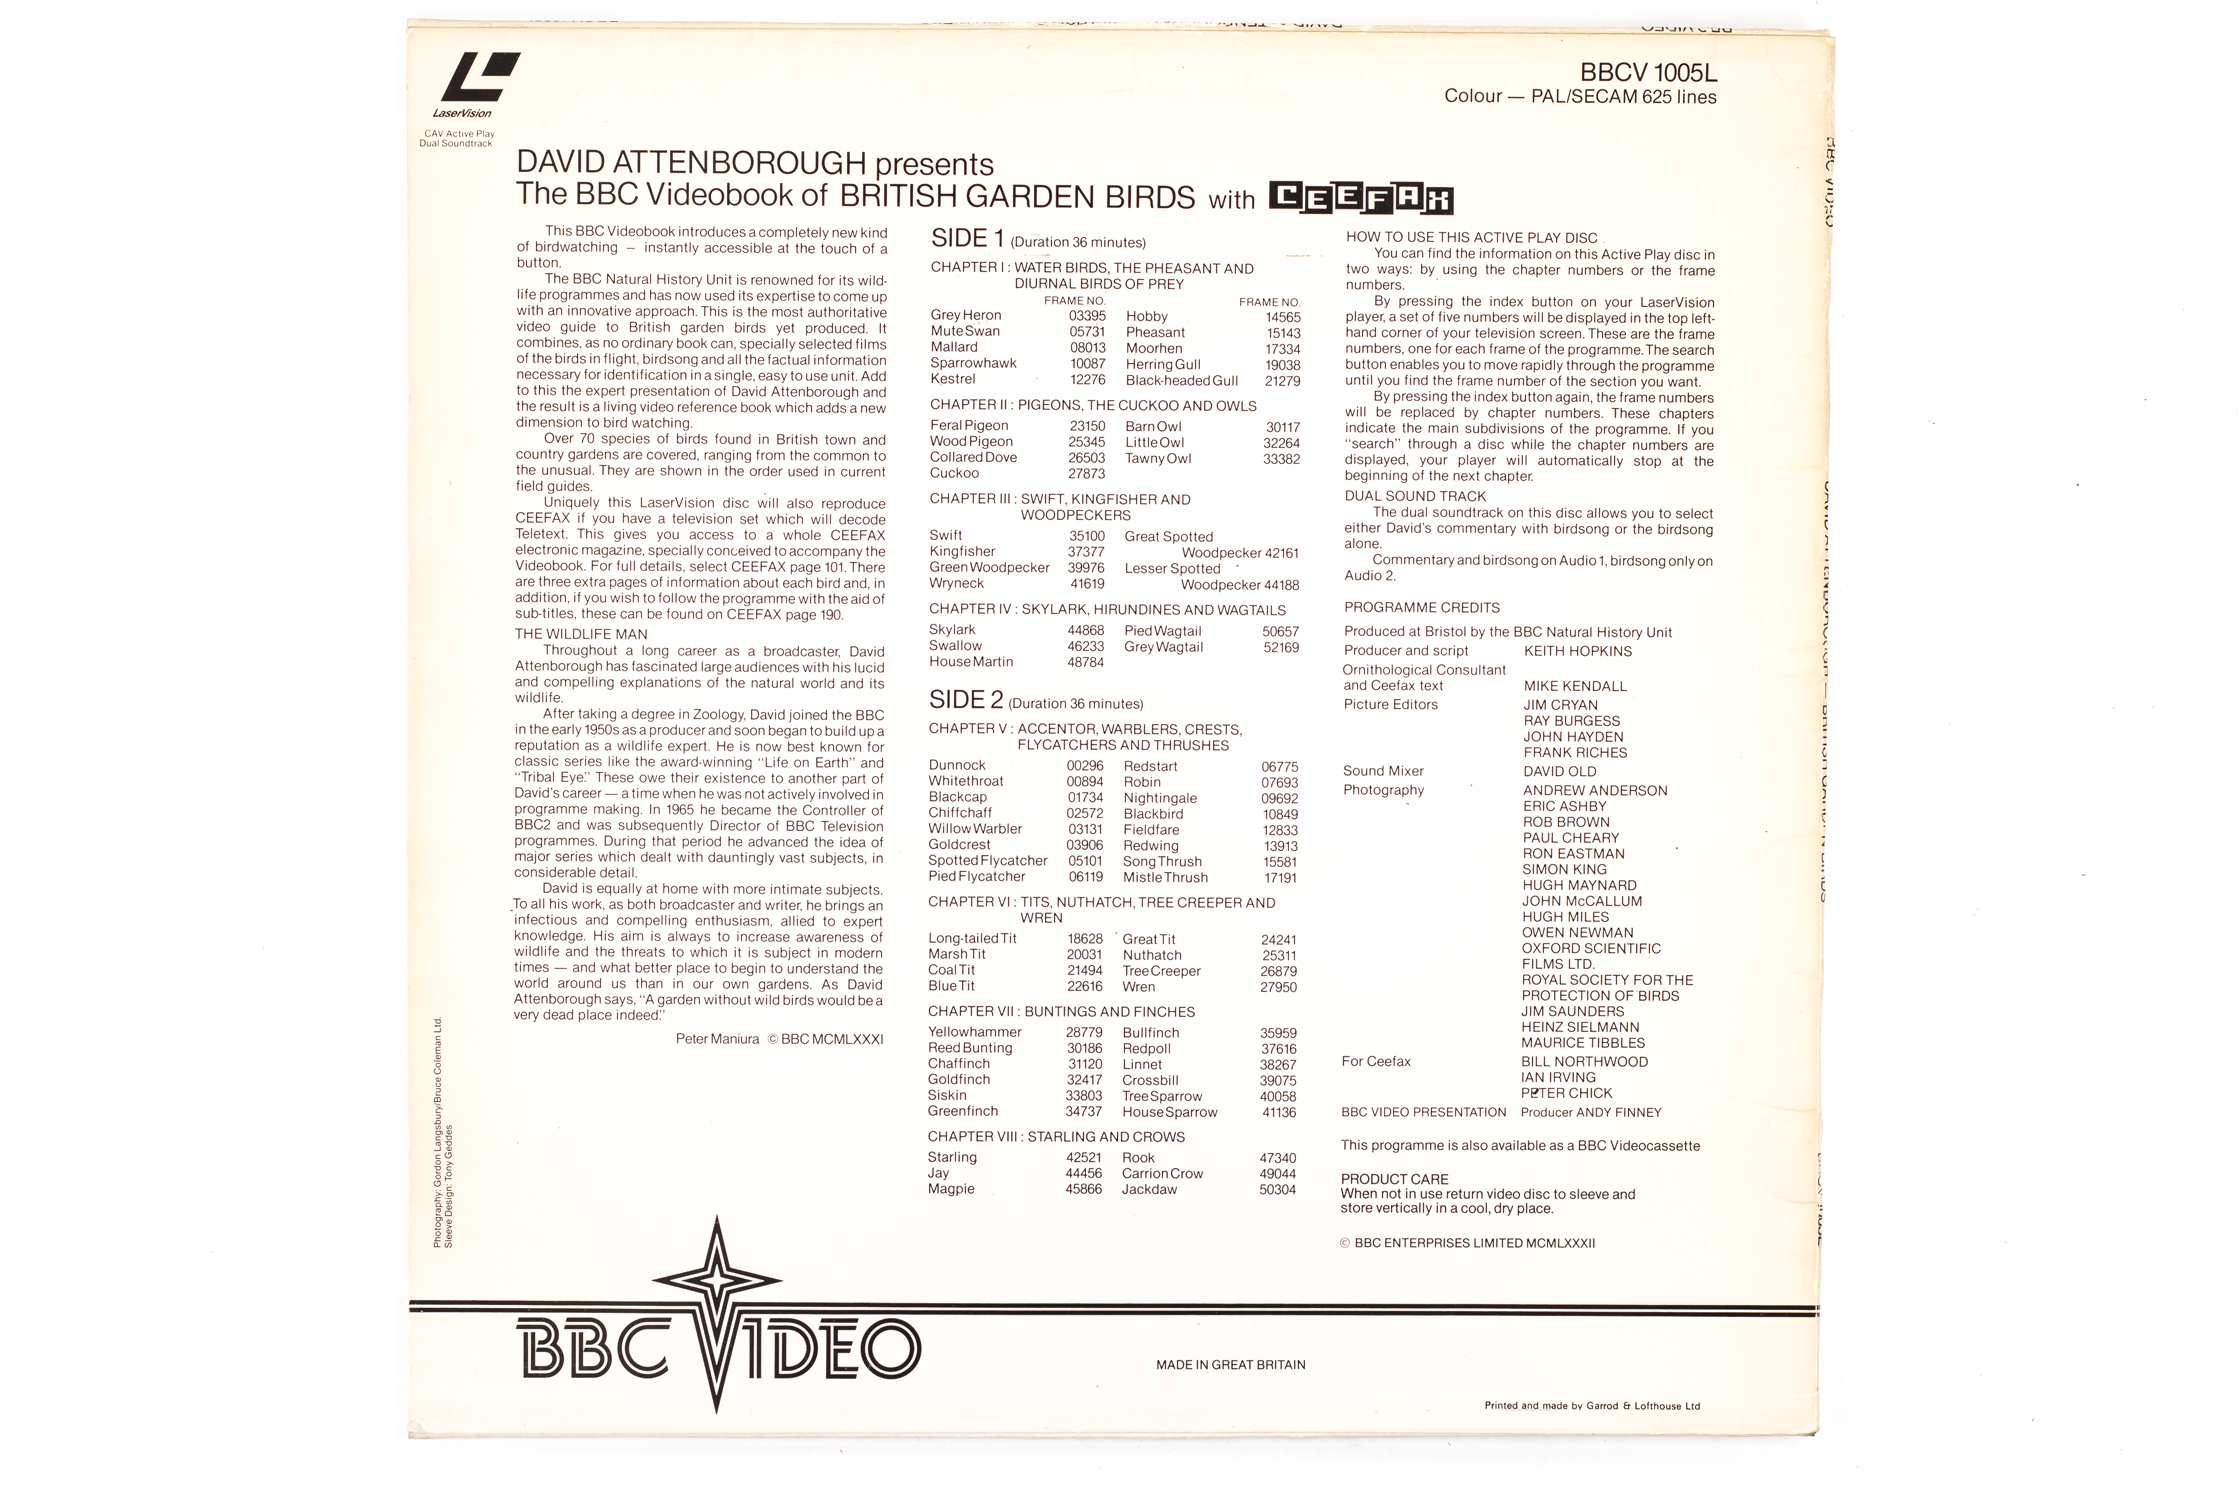 LaserVision
CAV Active Play
Dual Soundtrack
BBCV 1005L
Colour — PAL/SECAM 625 lines
DAVID ATTENBOROUGH presents
The BBC Videobook of BRITISH GARDEN BIRDS with CEEFAX
This BBC Videobook introduces a completely new kind
of birdwatching – instantly accessible at the touch of a
button.
The BBC Natural History Unit is renowned for its wild-
life programmes and has now used its expertise to come up
with an innovative approach. This is the most authoritative
video guide to British garden birds yet produced. It
combines, as no ordinary book can, specially selected films
of the birds in flight, birdsong and all the factual information
necessary for identification in a single, easy to use unit. Add
to this the expert presentation of David Attenborough and
the result is a living video reference book which adds a new
dimension to bird watching.
Over 70 species of birds found in British town and
country gardens are covered, ranging from the common to
the unusual. They are shown in the order used in current
field guides.
Uniquely this LaserVision disc will also reproduce
CEEFAX if you have a television set which will decode
Teletext. This gives you access to a whole CEEFAX
electronic magazine, specially conceived to accompany the
Videobook. For full details, select CEEFAX page 101. There
are three extra pages of information about each bird and, in
addition, if you wish to follow the programme with the aid of
sub-titles, these can be found on CEEFAX page 190.
THE WILDLIFE MAN
Throughout a long career as a broadcaster, David
Attenborough has fascinated large audiences with his lucid
and compelling explanations of the natural world and its
wildlife.
After taking a degree in Zoology, David joined the BBC
in the early 1950s as a producer and soon began to build up a
reputation as a wildlife expert. He is now best known for
classic series like the award-winning “Life on Earth” and
“Tribal Eye.” These owe their existence to another part of
David's career — a time when he was not actively involved in
programme making. In 1965 he became the Controller of
BBC2 and was subsequently Director of BBC Television
programmes. During that period he advanced the idea of
major series which dealt with dauntingly vast subjects, in
considerable detail.
David is equally at home with more intimate subjects.
To all his work, as both broadcaster and writer, he brings an
infectious and compelling enthusiasm, allied to expert
knowledge. His aim is always to increase awareness of
wildlife and the threats to which it is subject in modern
times — and what better place to begin to understand the
world around us than in our own gardens. As David
Attenborough says, “A garden without wild birds would be a
very dead place indeed.”
Peter Maniura © BBC MCMLXXXI
SIDE 1 (Duration 36 minutes)
CHAPTER I : WATER BIRDS, THE PHEASANT AND
DIURNAL BIRDS OF PREY
FRAME NO. FRAME NO.
Grey Heron 03395 Hobby 14565
Mute Swan 05731 Pheasant 15143
Mallard 08013 Moorhen 17334
Sparrowhawk 10087 Herring Gull 19038
Kestrel 12276 Black-headed Gull 21279
CHAPTER II : PIGEONS, THE CUCKOO AND OWLS
Feral Pigeon 23150 Barn Owl 30117
Wood Pigeon 25345 Little Owl 32264
Collared Dove 26503 Tawny Owl 33382
Cuckoo 27873
CHAPTER III : SWIFT, KINGFISHER AND
WOODPECKERS
Swift 35100 Great Spotted
Kingfisher 37377 Woodpecker 42161
Green Woodpecker 39976 Lesser Spotted
Wryneck 41619 Woodpecker 44188
CHAPTER IV : SKYLARK, HIRUNDINES AND WAGTAILS
Skylark 44868 Pied Wagtail 50657
Swallow 46233 Grey Wagtail 52169
House Martin 48784
SIDE 2 (Duration 36 minutes)
CHAPTER V : ACCENTOR, WARBLERS, CRESTS,
FLYCATCHERS AND THRUSHES
Dunnock 00296 Redstart 06775
Whitethroat 00894 Robin 07693
Blackcap 01734 Nightingale 09692
Chiffchaff 02572 Blackbird 10849
Willow Warbler 03131 Fieldfare 12833
Goldcrest 03906 Redwing 13913
Spotted Flycatcher 05101 Song Thrush 15581
Pied Flycatcher 06119 Mistle Thrush 17191
CHAPTER VI : TITS, NUTHATCH, TREE CREEPER AND
WREN
Long-tailed Tit 18628 Great Tit 24241
Marsh Tit 20031 Nuthatch 25311
Coal Tit 21494 Tree Creeper 26879
Blue Tit 22616 Wren 27950
CHAPTER VII : BUNTINGS AND FINCHES
Yellowhammer 28779 Bullfinch 35959
Reed Bunting 30186 Redpoll 37616
Chaffinch 31120 Linnet 38267
Goldfinch 32417 Crossbill 39075
Siskin 33803 Tree Sparrow 40058
Greenfinch 34737 House Sparrow 41136
CHAPTER VIII : STARLING AND CROWS
Starling 42521 Rook 47340
Jay 44456 Carrion Crow 49044
Magpie 45866 Jackdaw 50304
HOW TO USE THIS ACTIVE PLAY DISC
You can find the information on this Active Play disc in
two ways: by using the chapter numbers or the frame
numbers.
By pressing the index button on your LaserVision
player, a set of five numbers will be displayed in the top left-
hand corner of your television screen. These are the frame
numbers, one for each frame of the programme. The search
button enables you to move rapidly through the programme
until you find the frame number of the section you want.
By pressing the index button again, the frame numbers
will be replaced by chapter numbers. These chapters
indicate the main subdivisions of the programme. If you
“search” through a disc while the chapter numbers are
displayed, your player will automatically stop at the
beginning of the next chapter.
DUAL SOUND TRACK
The dual soundtrack on this disc allows you to select
either David's commentary with birdsong or the birdsong
alone.
Commentary and birdsong on Audio 1, birdsong only on
Audio 2.
PROGRAMME CREDITS
Produced at Bristol by the BBC Natural History Unit
Producer and script KEITH HOPKINS
Ornithological Consultant
and Ceefax text MIKE KENDALL
Picture Editors JIM CRYAN
RAY BURGESS
JOHN HAYDEN
FRANK RICHES
Sound Mixer DAVID OLD
Photography ANDREW ANDERSON
ERIC ASHBY
ROB BROWN
PAUL CHEARY
RON EASTMAN
SIMON KING
HUGH MAYNARD
JOHN McCALLUM
HUGH MILES
OWEN NEWMAN
OXFORD SCIENTIFIC
FILMS LTD.
ROYAL SOCIETY FOR THE
PROTECTION OF BIRDS
JIM SAUNDERS
HEINZ SIELMANN
MAURICE TIBBLES
For Ceefax BILL NORTHWOOD
IAN IRVING
PETER CHICK
BBC VIDEO PRESENTATION Producer ANDY FINNEY
This programme is also available as a BBC Videocassette
PRODUCT CARE
When not in use return video disc to sleeve and
store vertically in a cool, dry place.
© BBC ENTERPRISES LIMITED MCMLXXXII
Photography: Gordon Langsbury/Bruce Coleman Ltd.
Sleeve Design: Tony Geddes
BBC VIDEO
MADE IN GREAT BRITAIN
Printed and made by Garrod & Lofthouse Ltd